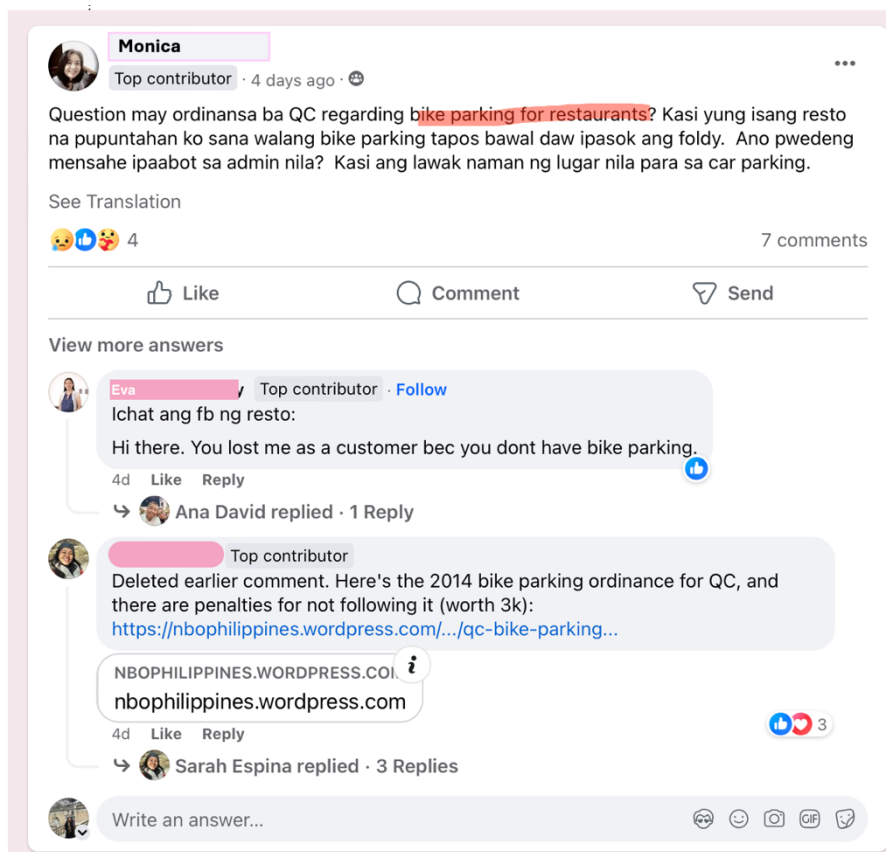 Monica
Top contributor · 4 days ago ·
Question may ordinansa ba QC regarding bike parking for restaurants? Kasi yung isang resto
na pupuntahan ko sana walang bike parking tapos bawal daw ipasok ang foldy.  Ano pwedeng
mensahe ipaabot sa admin nila?  Kasi ang lawak naman ng lugar nila para sa car parking.
See Translation
4
7 comments
Like
Comment
Send
View more answers
Eva
Top contributor · Follow
Ichat ang fb ng resto:
Hi there. You lost me as a customer bec you dont have bike parking.
4d Like Reply
Ana David replied · 1 Reply
Top contributor
Deleted earlier comment. Here's the 2014 bike parking ordinance for QC, and
there are penalties for not following it (worth 3k):
https://nbophilippines.wordpress.com/.../qc-bike-parking...
NBOPHILIPPINES.WORDPRESS.CO
nbophilippines.wordpress.com
4d Like Reply
3
Sarah Espina replied · 3 Replies
Write an answer...
GIF